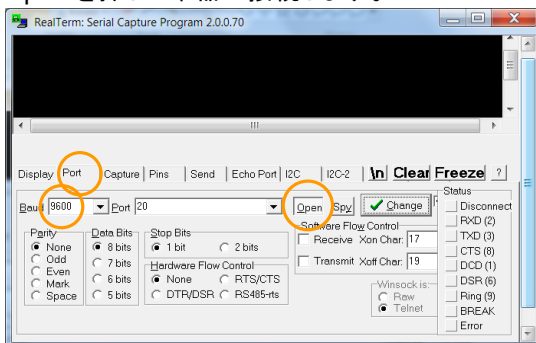 RealTerm: Serial Capture Program 2.0.0.70
Display Port Capture Pins Send Echo Port I2C I2C-2 \n Clear Freeze ?
Baud 9600 Port 20 Open Spy Change
Parity
None
Odd
Even
Mark
Space
Data Bits
8 bits
7 bits
6 bits
5 bits
Stop Bits
1 bit 2 bits
Hardware Flow Control
None RTS/CTS
DTR/DSR RS485-rts
Software Flow Control
Receive Xon Char: 17
Transmit Xoff Char: 19
Winsock is:
Raw
Telnet
Status
Disconnect
RXD (2)
TXD (3)
CTS (8)
DCD (1)
DSR (6)
Ring (9)
BREAK
Error